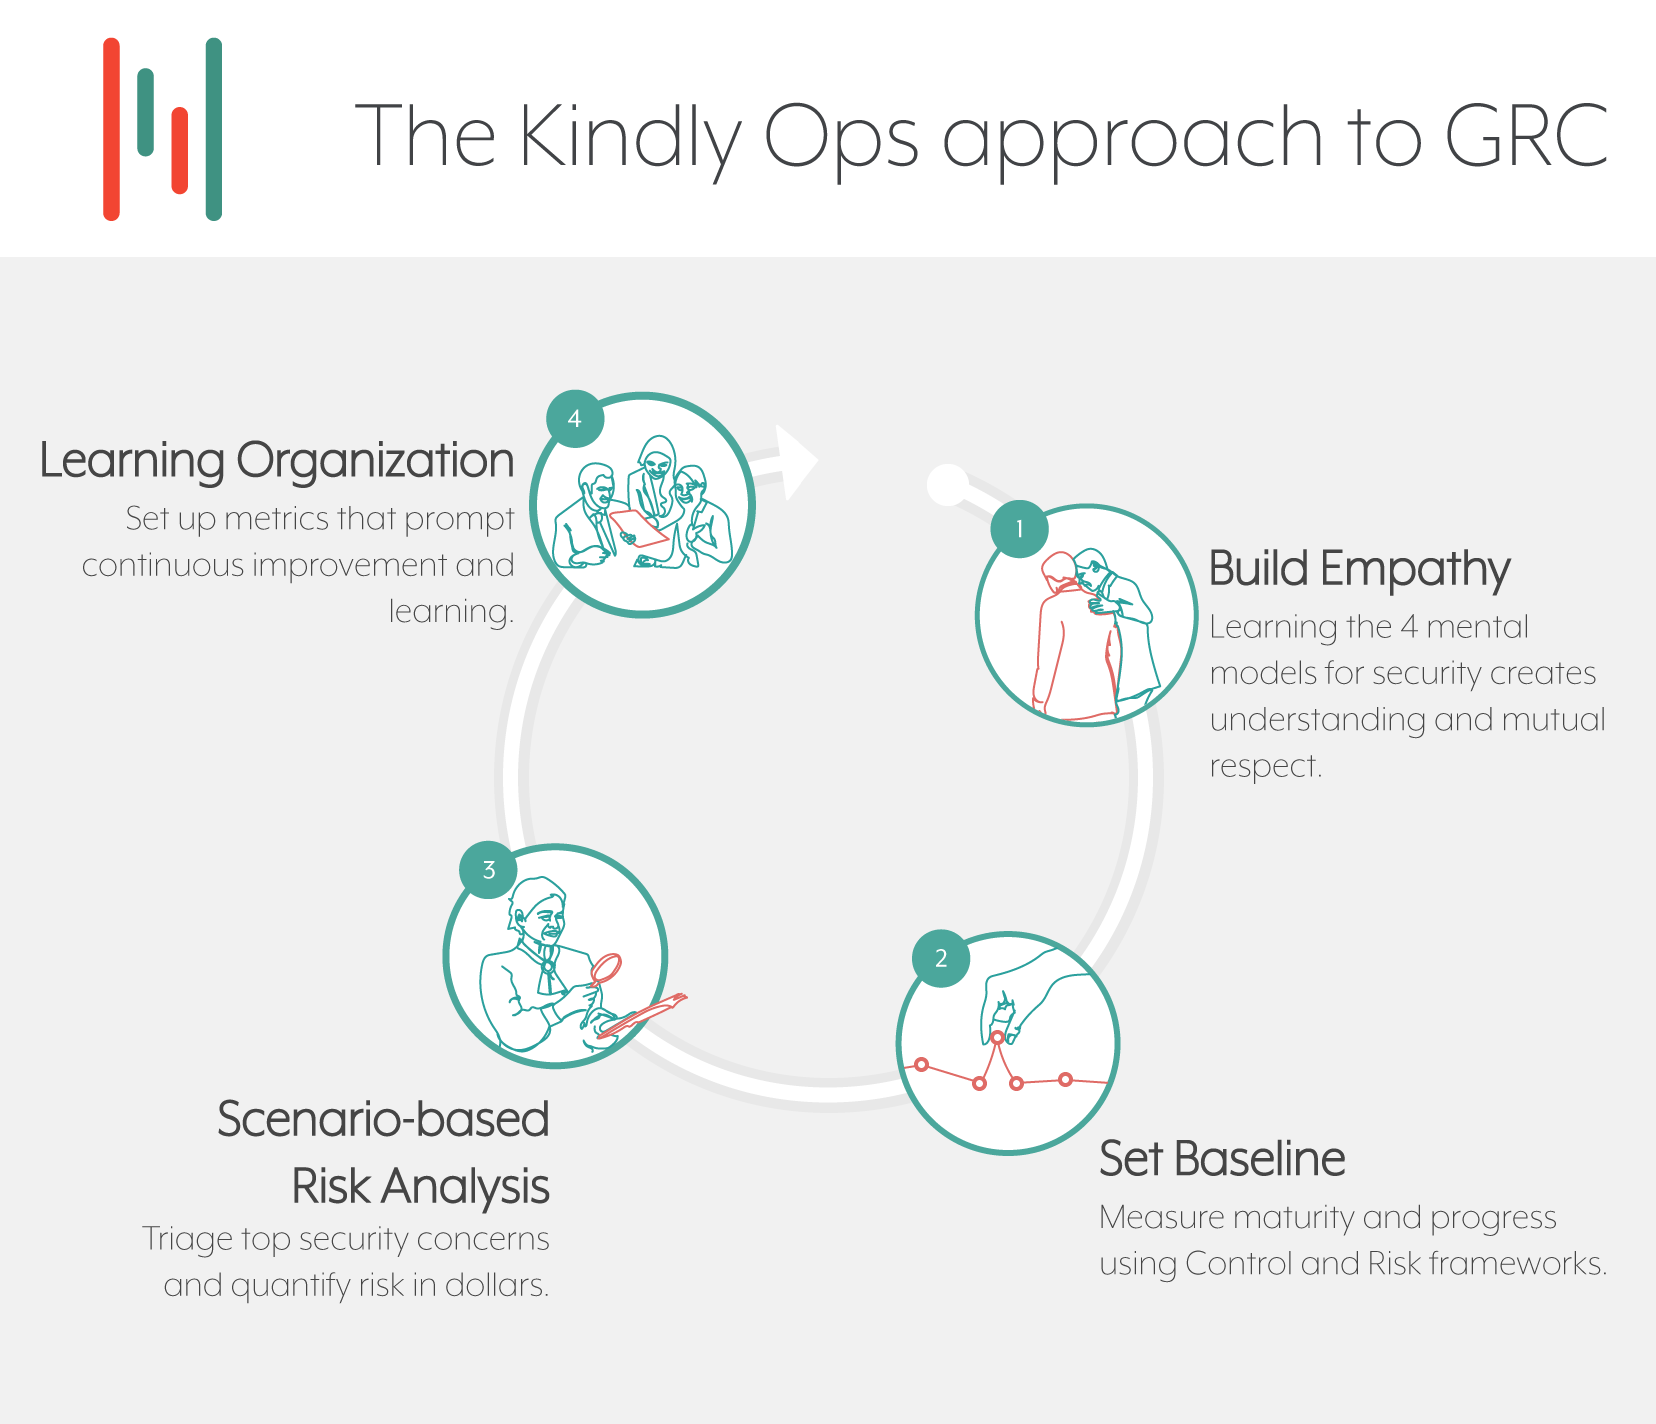 The Kindly Ops approach to GRC
1
Build Empathy
Learning the 4 mental
models for security creates
understanding and mutual
respect.
2
Set Baseline
Measure maturity and progress
using Control and Risk frameworks.
3
Scenario-based
Risk Analysis
Triage top security concerns
and quantify risk in dollars.
4
Learning Organization
Set up metrics that prompt
continuous improvement and
learning.